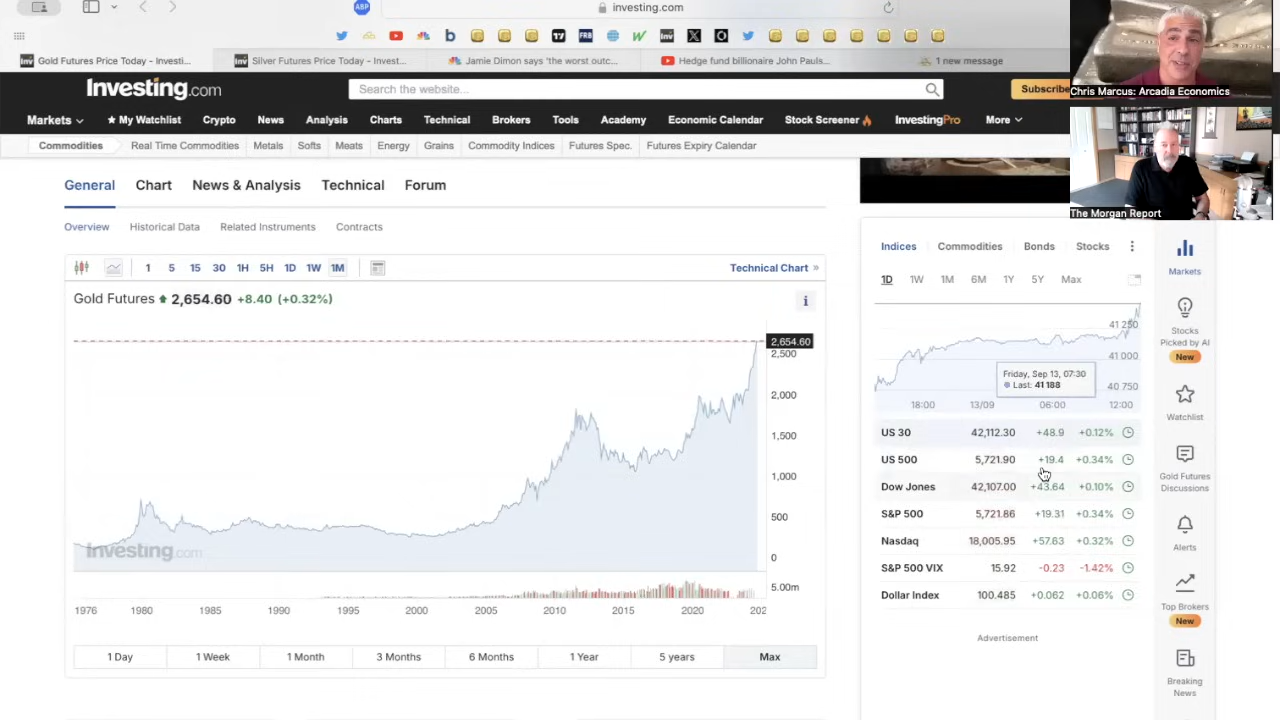 ABP
investing.com
Gold Futures Price Today - Investi...
Silver Futures Price Today - Invest...
Jamie Dimon says 'the worst outc...
Hedge fund billionaire John Pauls...
1 new message
Investing.com
Search the website...
Subscribe
Chris Marcus: Arcadia Economics
Markets
My Watchlist
Crypto
News
Analysis
Charts
Technical
Brokers
Tools
Academy
Economic Calendar
Stock Screener
InvestingPro
More
Commodities
Real Time Commodities
Metals
Softs
Meats
Energy
Grains
Commodity Indices
Futures Spec.
Futures Expiry Calendar
The Morgan Report
General
Chart
News & Analysis
Technical
Forum
Overview
Historical Data
Related Instruments
Contracts
1 5 15 30 1H 5H 1D 1W 1M
Technical Chart »
Gold Futures 2,654.60 +8.40 (+0.32%)
i
2,654.60
2,500
2,000
1,500
1,000
500
0
5.00m
Investing.com
1976 1980 1985 1990 1995 2000 2005 2010 2015 2020 202
1 Day
1 Week
1 Month
3 Months
6 Months
1 Year
5 years
Max
Indices
Commodities
Bonds
Stocks
1D 1W 1M 6M 1Y 5Y Max
41 250
41 000
40 750
Friday, Sep 13, 07:30
Last: 41 188
18:00 13/09 06:00 12:00
US 30 42,112.30 +48.9 +0.12%
US 500 5,721.90 +19.4 +0.34%
Dow Jones 42,107.00 +43.64 +0.10%
S&P 500 5,721.86 +19.31 +0.34%
Nasdaq 18,005.95 +57.63 +0.32%
S&P 500 VIX 15.92 -0.23 -1.42%
Dollar Index 100.485 +0.062 +0.06%
Advertisement
Markets
Stocks
Picked by AI
New
Watchlist
Gold Futures
Discussions
Alerts
Top Brokers
New
Breaking
News